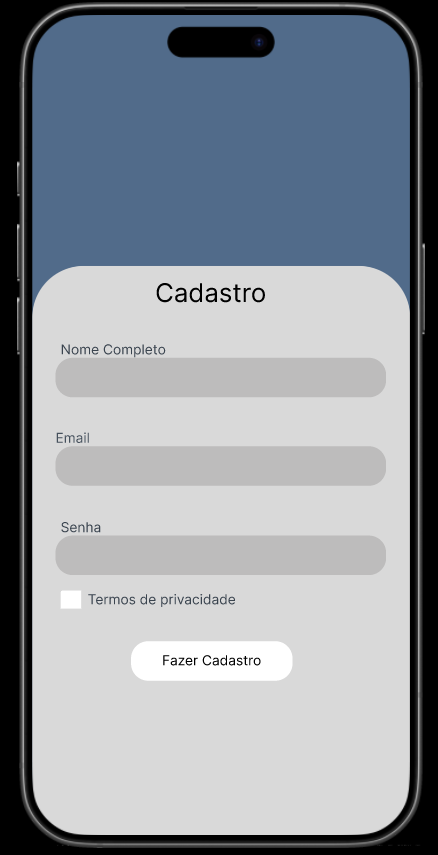 Cadastro
Nome Completo
Email
Senha
Termos de privacidade
Fazer Cadastro